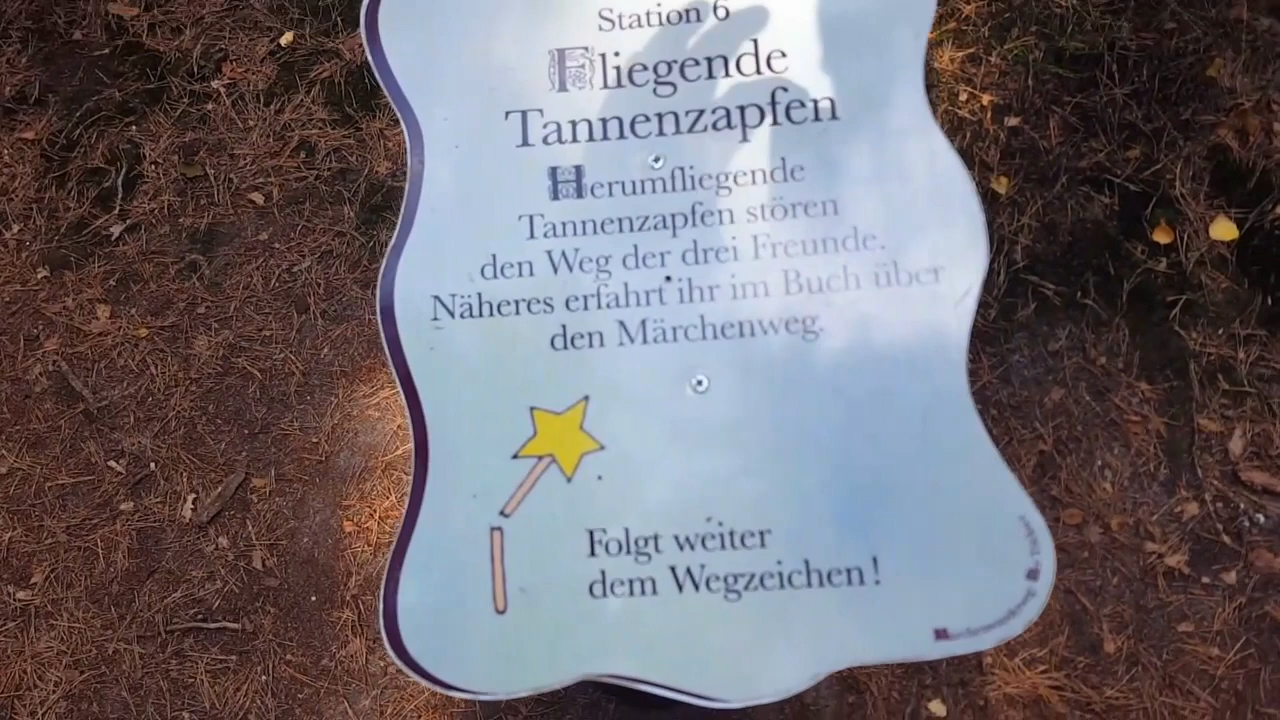 Station 6
Fliegende
Tannenzapfen
Herumfliegende
Tannenzapfen stören
den Weg der drei Freunde.
Näheres erfahrt ihr im Buch über
den Märchenweg.
Folgt weiter
dem Wegzeichen!